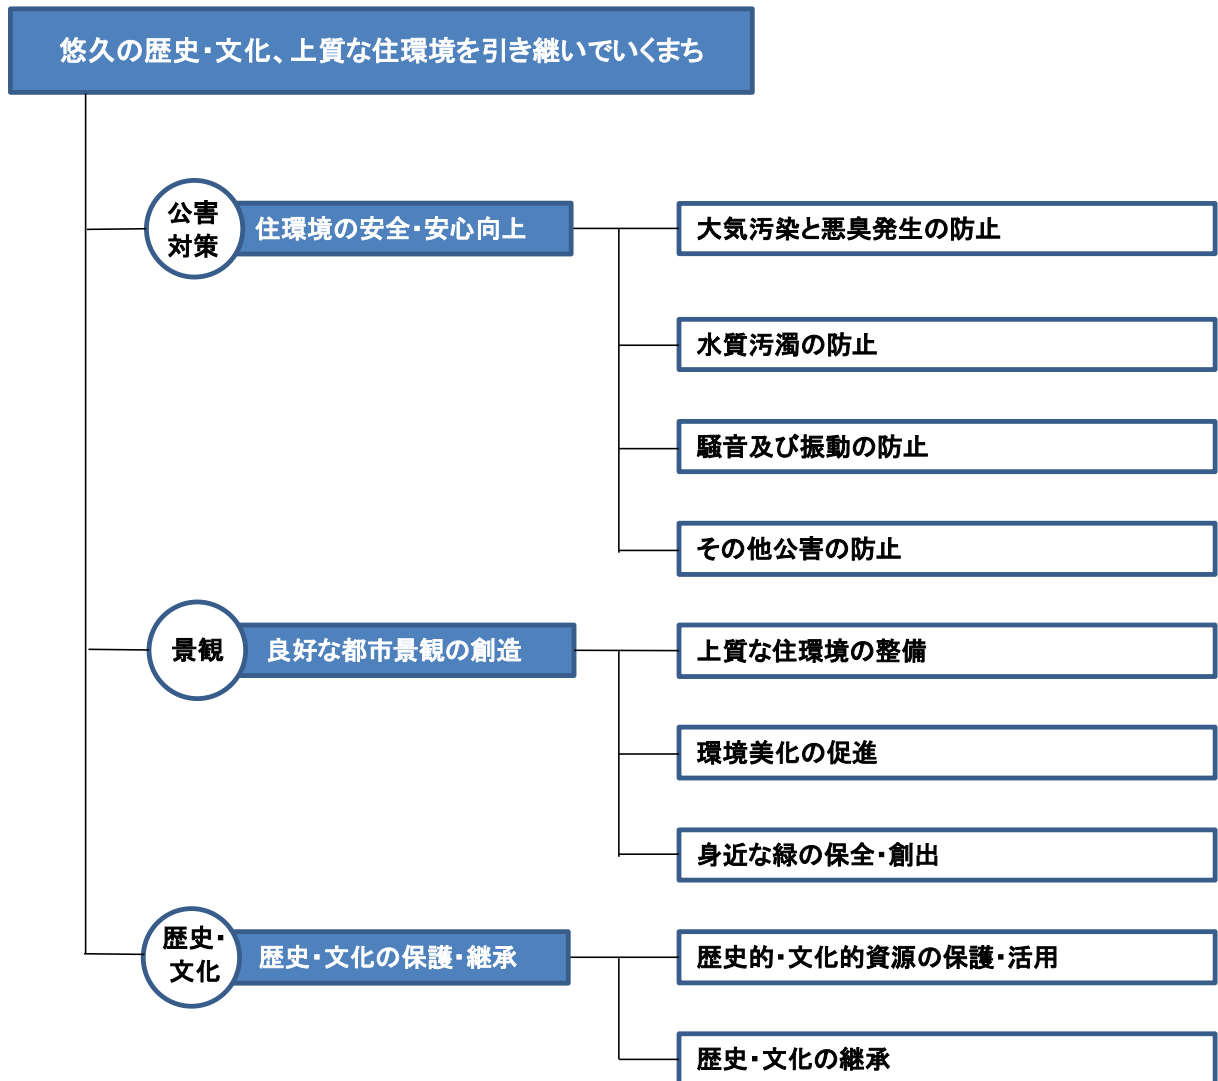 悠久の歴史・文化、上質な住環境を引き継いでいくまち
公害
対策
住環境の安全・安心向上
大気汚染と悪臭発生の防止
水質汚濁の防止
騒音及び振動の防止
その他公害の防止
景観
良好な都市景観の創造
上質な住環境の整備
環境美化の促進
身近な緑の保全・創出
歴史・
文化
歴史・文化の保護・継承
歴史的・文化的資源の保護・活用
歴史・文化の継承